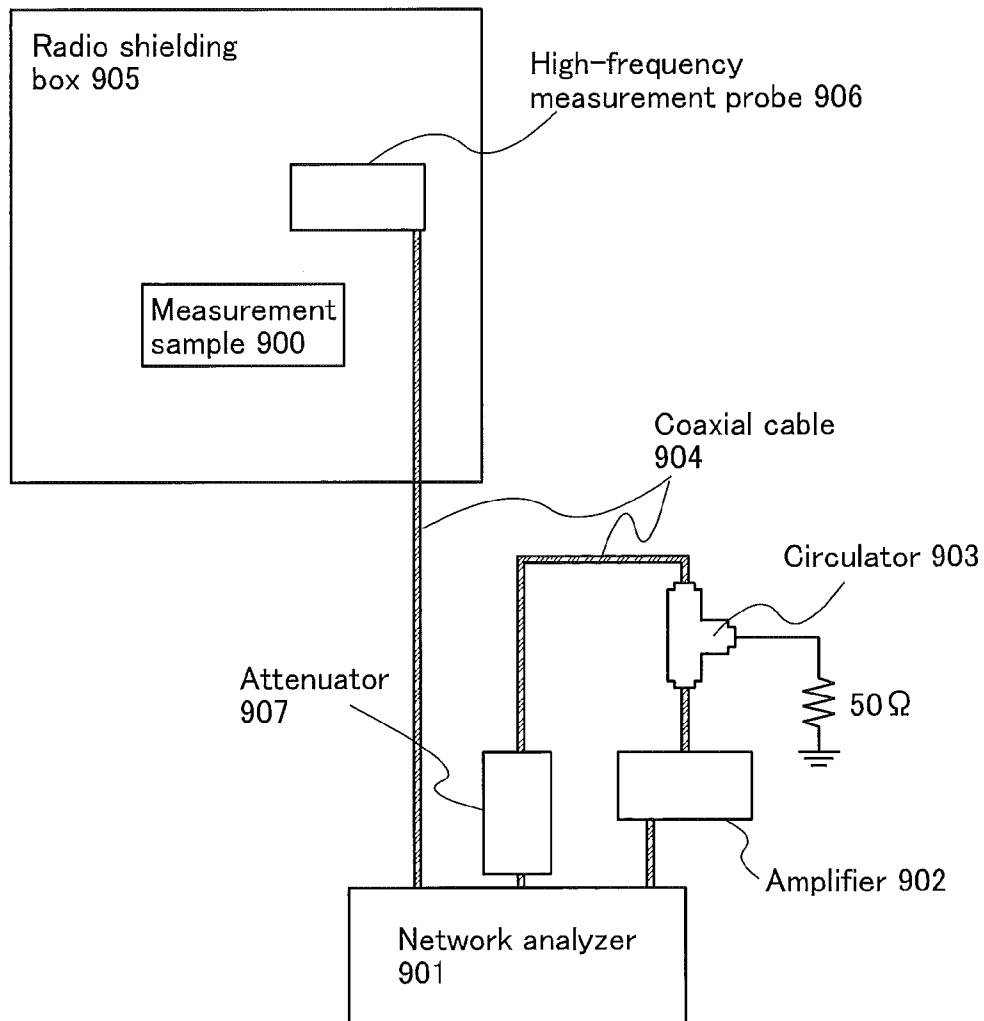 Radio shielding
box 905
High-frequency
measurement probe 906
Measurement
sample 900
Coaxial cable
904
Circulator 903
Attenuator
907
50Ω
Amplifier 902
Network analyzer
901